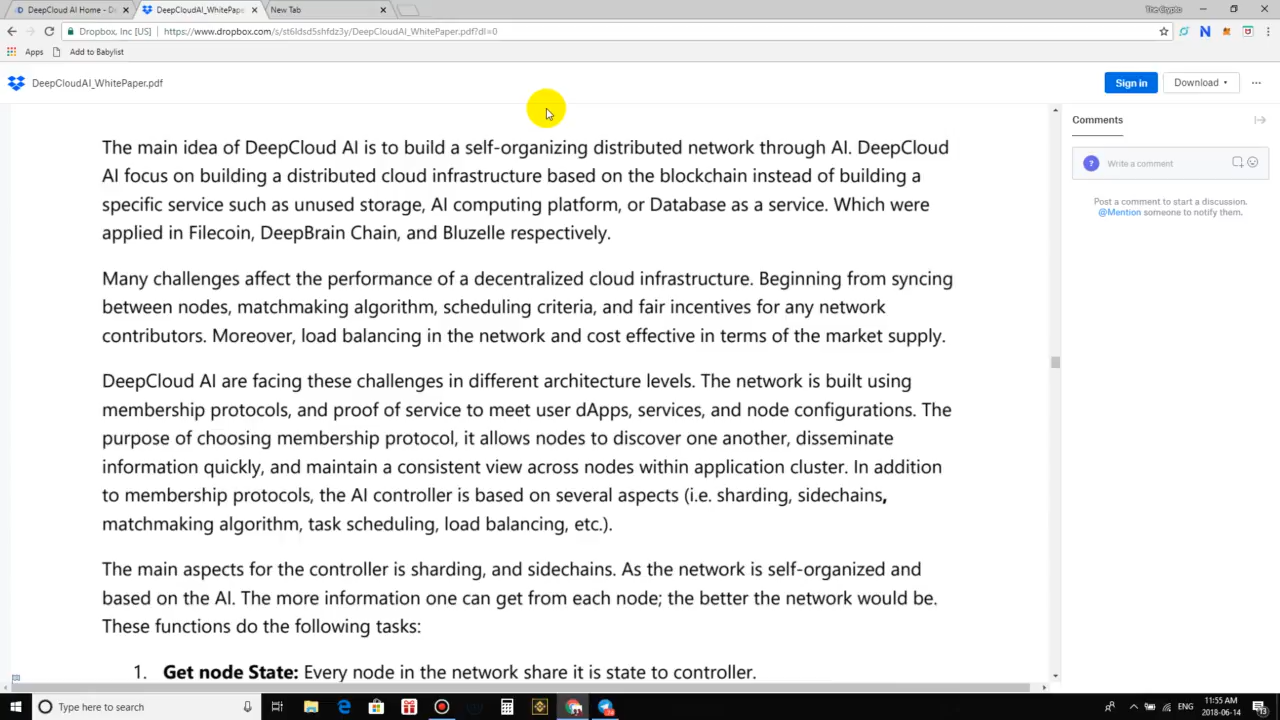 DeepCloud AI Home - De
DeepCloudAI_WhitePape
New Tab
The Crypto
Dropbox, Inc [US]
https://www.dropbox.com/s/st6ldsd5shfdz3y/DeepCloudAI_WhitePaper.pdf?dl=0
Apps
Add to Babylist
DeepCloudAI_WhitePaper.pdf
Sign in
Download
Comments
Write a comment
Post a comment to start a discussion.
@Mention someone to notify them.
The main idea of DeepCloud AI is to build a self-organizing distributed network through AI. DeepCloud
AI focus on building a distributed cloud infrastructure based on the blockchain instead of building a
specific service such as unused storage, AI computing platform, or Database as a service. Which were
applied in Filecoin, DeepBrain Chain, and Bluzelle respectively.
Many challenges affect the performance of a decentralized cloud infrastructure. Beginning from syncing
between nodes, matchmaking algorithm, scheduling criteria, and fair incentives for any network
contributors. Moreover, load balancing in the network and cost effective in terms of the market supply.
DeepCloud AI are facing these challenges in different architecture levels. The network is built using
membership protocols, and proof of service to meet user dApps, services, and node configurations. The
purpose of choosing membership protocol, it allows nodes to discover one another, disseminate
information quickly, and maintain a consistent view across nodes within application cluster. In addition
to membership protocols, the AI controller is based on several aspects (i.e. sharding, sidechains,
matchmaking algorithm, task scheduling, load balancing, etc.).
The main aspects for the controller is sharding, and sidechains. As the network is self-organized and
based on the AI. The more information one can get from each node; the better the network would be.
These functions do the following tasks:
1. Get node State: Every node in the network share it is state to controller.
Type here to search
ENG
11:55 AM
2018-06-14